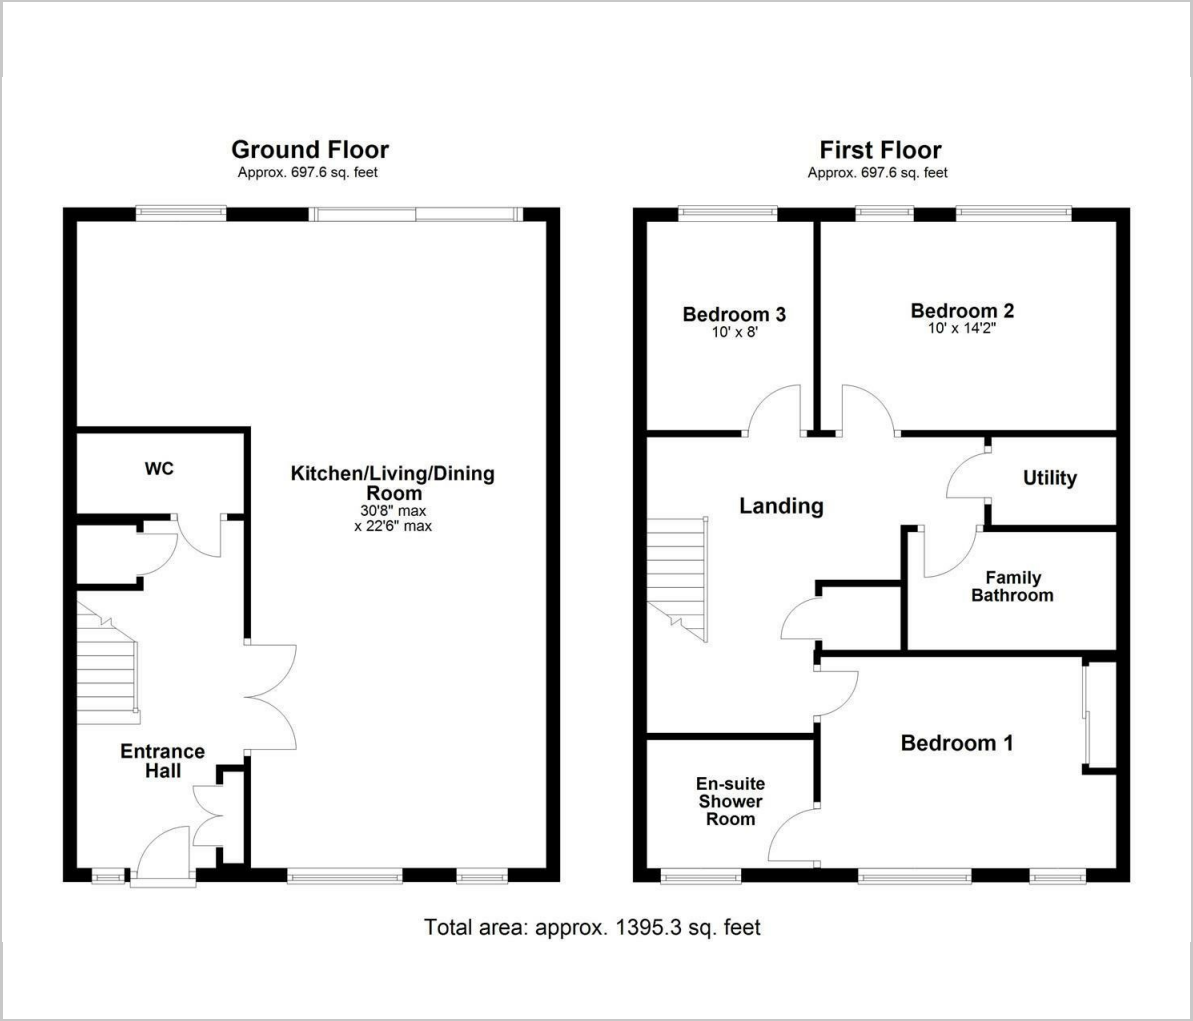 Ground Floor
Approx. 697.6 sq. feet
WC
Kitchen/Living/Dining
Room
30'8" max
x 22'6" max
Entrance
Hall
First Floor
Approx. 697.6 sq. feet
Bedroom 3
10' x 8'
Bedroom 2
10' x 14'2"
Utility
Landing
Family
Bathroom
Bedroom 1
En-suite
Shower
Room
Total area: approx. 1395.3 sq. feet